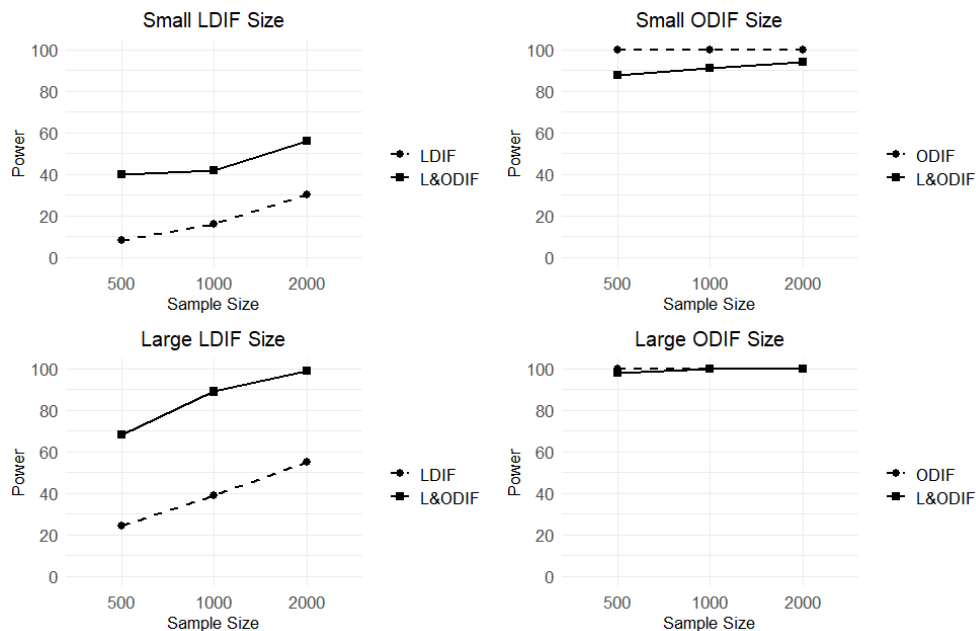 Small LDIF Size
100
80
60
40
20
0
Power
500 1000 2000
Sample Size
LDIF
L&ODIF
Small ODIF Size
100
80
60
40
20
0
Power
500 1000 2000
Sample Size
ODIF
L&ODIF
Large LDIF Size
100
80
60
40
20
0
Power
500 1000 2000
Sample Size
LDIF
L&ODIF
Large ODIF Size
100
80
60
40
20
0
Power
500 1000 2000
Sample Size
ODIF
L&ODIF